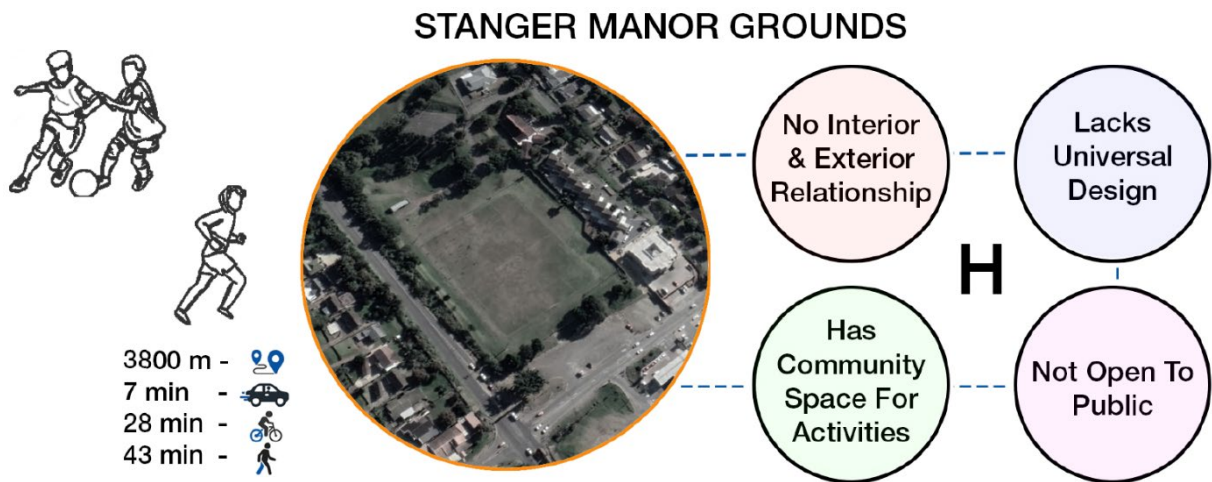 STANGER MANOR GROUNDS
No Interior
& Exterior
Relationship
Lacks
Universal
Design
H
Has
Community
Space For
Activities
Not Open To
Public
3800 m -
7 min -
28 min -
43 min -